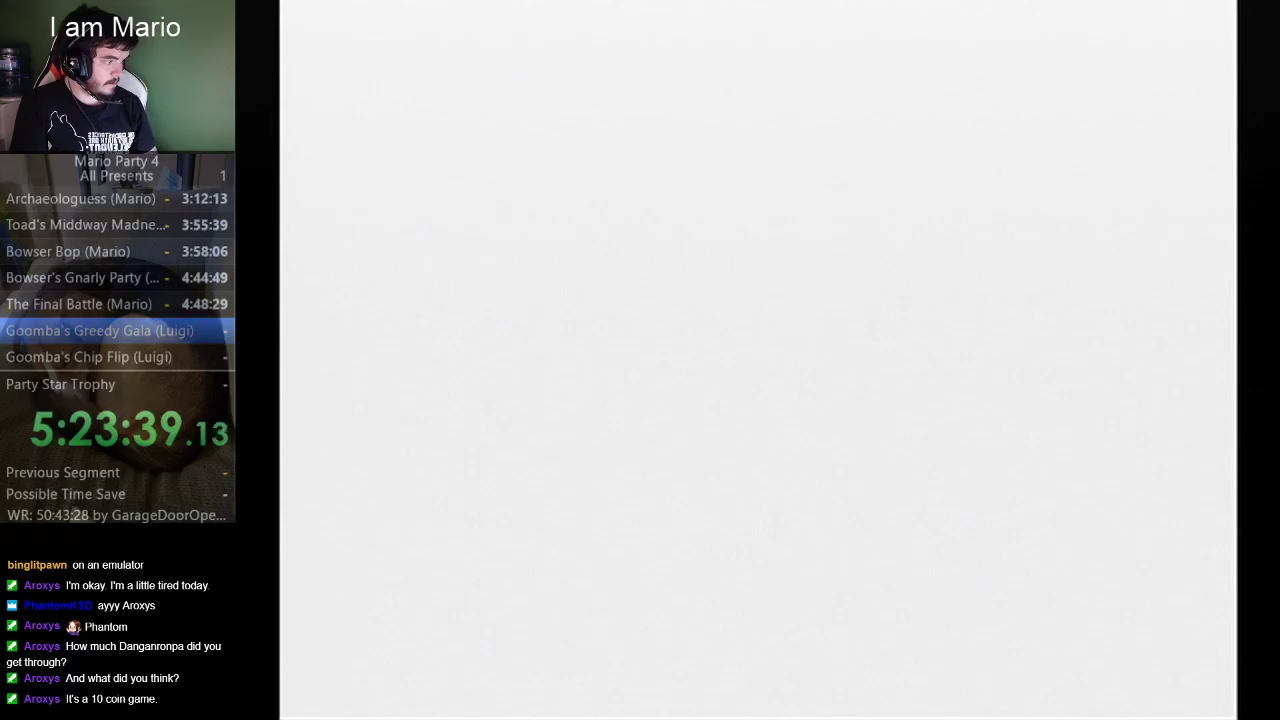 I am Mario
Mario Party 4
All Presents 1
Archaeologuess (Mario) - 3:12:13
Toad's Middway Madne... - 3:55:39
Bowser Bop (Mario) - 3:58:06
Bowser's Gnarly Party (... - 4:44:49
The Final Battle (Mario) - 4:48:29
Goomba's Greedy Gala (Luigi) -
Goomba's Chip Flip (Luigi) -
Party Star Trophy -
5:23:39.13
Previous Segment -
Possible Time Save -
WR: 50:43:28 by GarageDoorOpe...
binglitpawn on an emulator
Aroxys I'm okay. I'm a little tired today.
PhantomKSD ayyy Aroxys
Aroxys Phantom
Aroxys How much Danganronpa did you
get through?
Aroxys And what did you think?
Aroxys It's a 10 coin game.